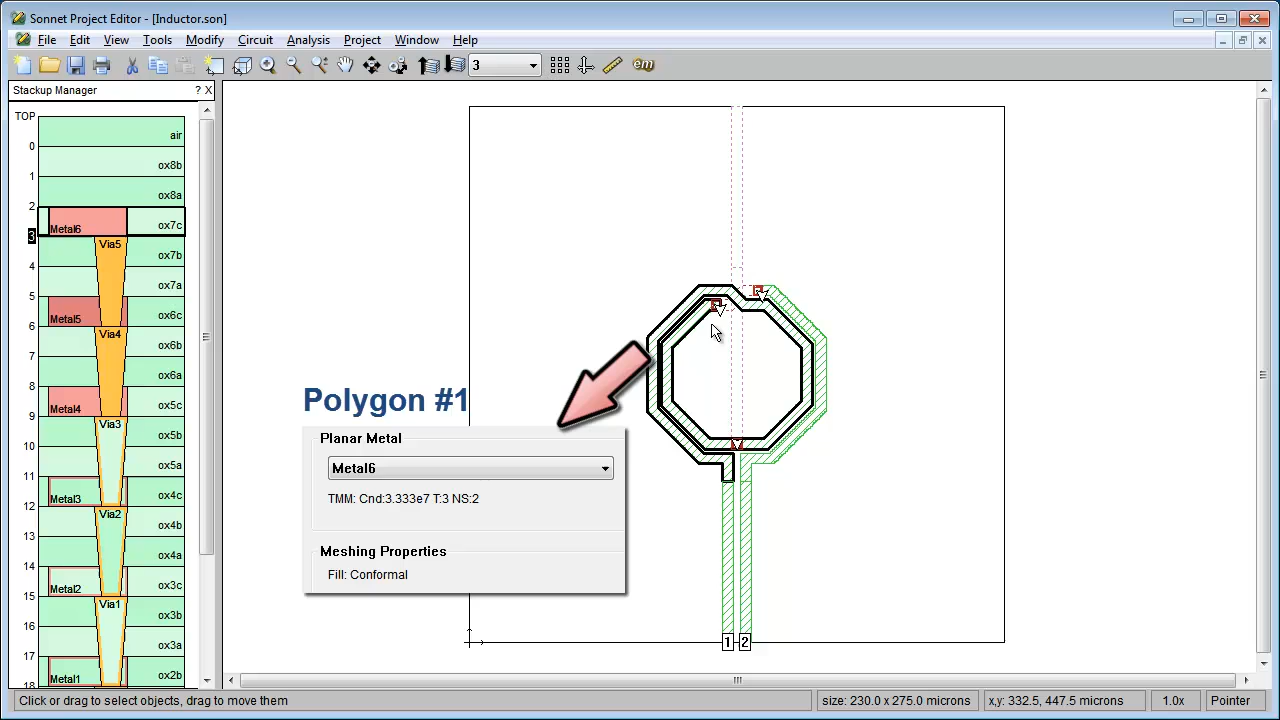 Sonnet Project Editor - [Inductor.son]
File Edit View Tools Modify Circuit Analysis Project Window Help
3
em
Stackup Manager ? X
TOP
air
0
ox8b
1
ox8a
2
Metal6 ox7c
3
Via5
ox7b
4
ox7a
5
Metal5 ox6c
6
Via4
ox6b
7
ox6a
8
Metal4 ox5c
9
Via3
ox5b
10
ox5a
11
Metal3 ox4c
12
Via2
ox4b
13
ox4a
14
Metal2 ox3c
15
Via1
ox3b
16
ox3a
17
Metal1 ox2b
18
Polygon #1
Planar Metal
Metal6
TMM: Cnd:3.333e7 T:3 NS:2
Meshing Properties
Fill: Conformal
1 2
Click or drag to select objects, drag to move them
size: 230.0 x 275.0 microns
x,y: 332.5, 447.5 microns
1.0x
Pointer